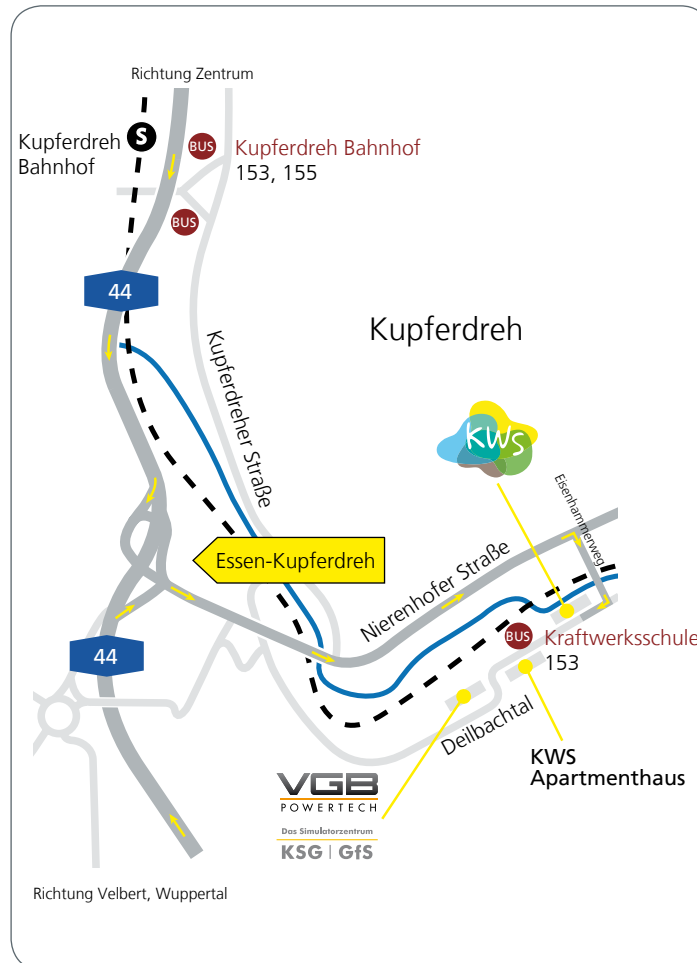 Richtung Zentrum
S
Kupferdreh
Bahnhof
BUS
Kupferdreh Bahnhof
153, 155
BUS
44
Kupferdreh
Kupferdreher Straße
KWS
Eisenhammerweg
Essen-Kupferdreh
Nierenhofer Straße
BUS
Kraftwerksschule
153
44
Deilbachtal
KWS
Apartmenthaus
VGB
POWERTECH
Das Simulatorzentrum
KSG | GfS
Richtung Velbert, Wuppertal